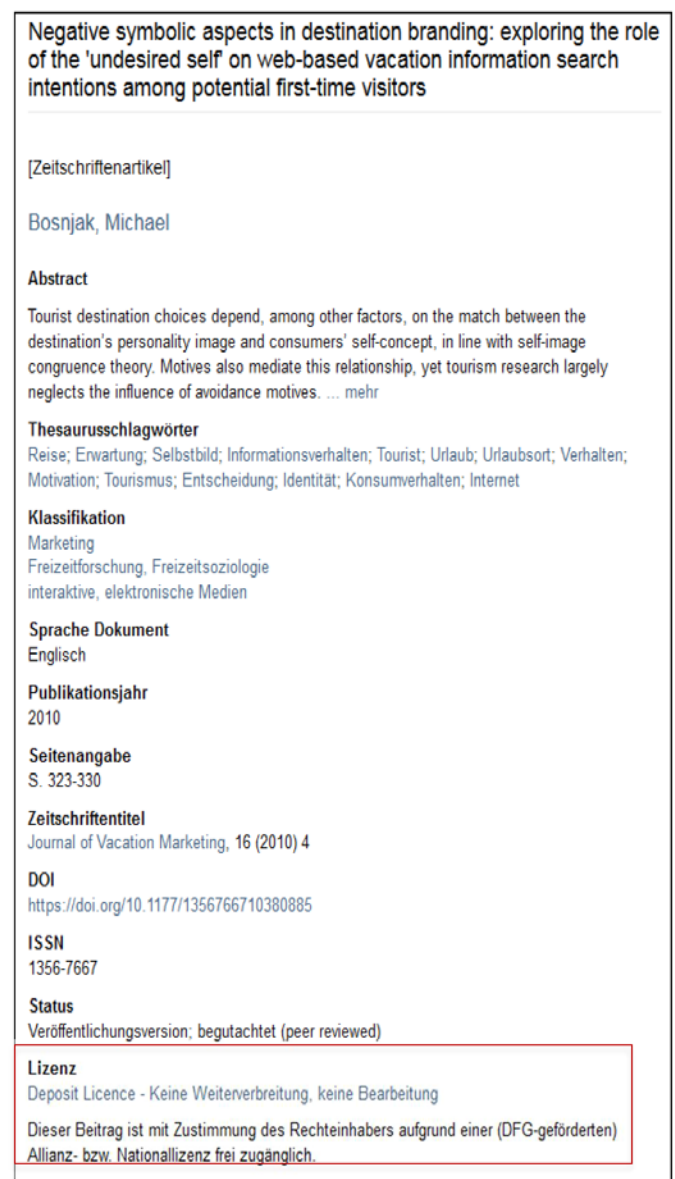 Negative symbolic aspects in destination branding: exploring the role
of the 'undesired self' on web-based vacation information search
intentions among potential first-time visitors
[Zeitschriftenartikel]
Bosnjak, Michael
Abstract
Tourist destination choices depend, among other factors, on the match between the
destination's personality image and consumers' self-concept, in line with self-image
congruence theory. Motives also mediate this relationship, yet tourism research largely
neglects the influence of avoidance motives. ... mehr
Thesaurusschlagwörter
Reise; Erwartung; Selbstbild; Informationsverhalten; Tourist; Urlaub; Urlaubsort; Verhalten;
Motivation; Tourismus; Entscheidung; Identität; Konsumverhalten; Internet
Klassifikation
Marketing
Freizeitforschung, Freizeitsoziologie
interaktive, elektronische Medien
Sprache Dokument
Englisch
Publikationsjahr
2010
Seitenangabe
S. 323-330
Zeitschriftentitel
Journal of Vacation Marketing, 16 (2010) 4
DOI
https://doi.org/10.1177/1356766710380885
ISSN
1356-7667
Status
Veröffentlichungsversion; begutachtet (peer reviewed)
Lizenz
Deposit Licence - Keine Weiterverbreitung, keine Bearbeitung
Dieser Beitrag ist mit Zustimmung des Rechteinhabers aufgrund einer (DFG-geförderten)
Allianz- bzw. Nationallizenz frei zugänglich.